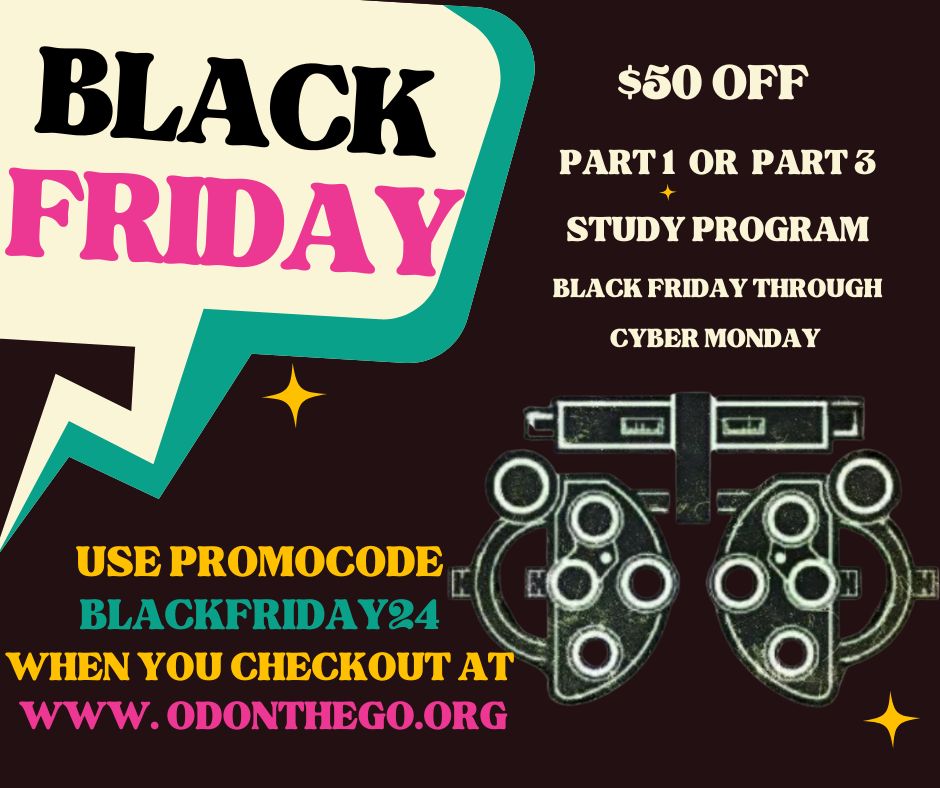 BLACK
FRIDAY
$50 OFF
PART 1 OR PART 3
STUDY PROGRAM
BLACK FRIDAY THROUGH
CYBER MONDAY
USE PROMOCODE
BLACKFRIDAY24
WHEN YOU CHECKOUT AT
WWW. ODONTHEGO.ORG